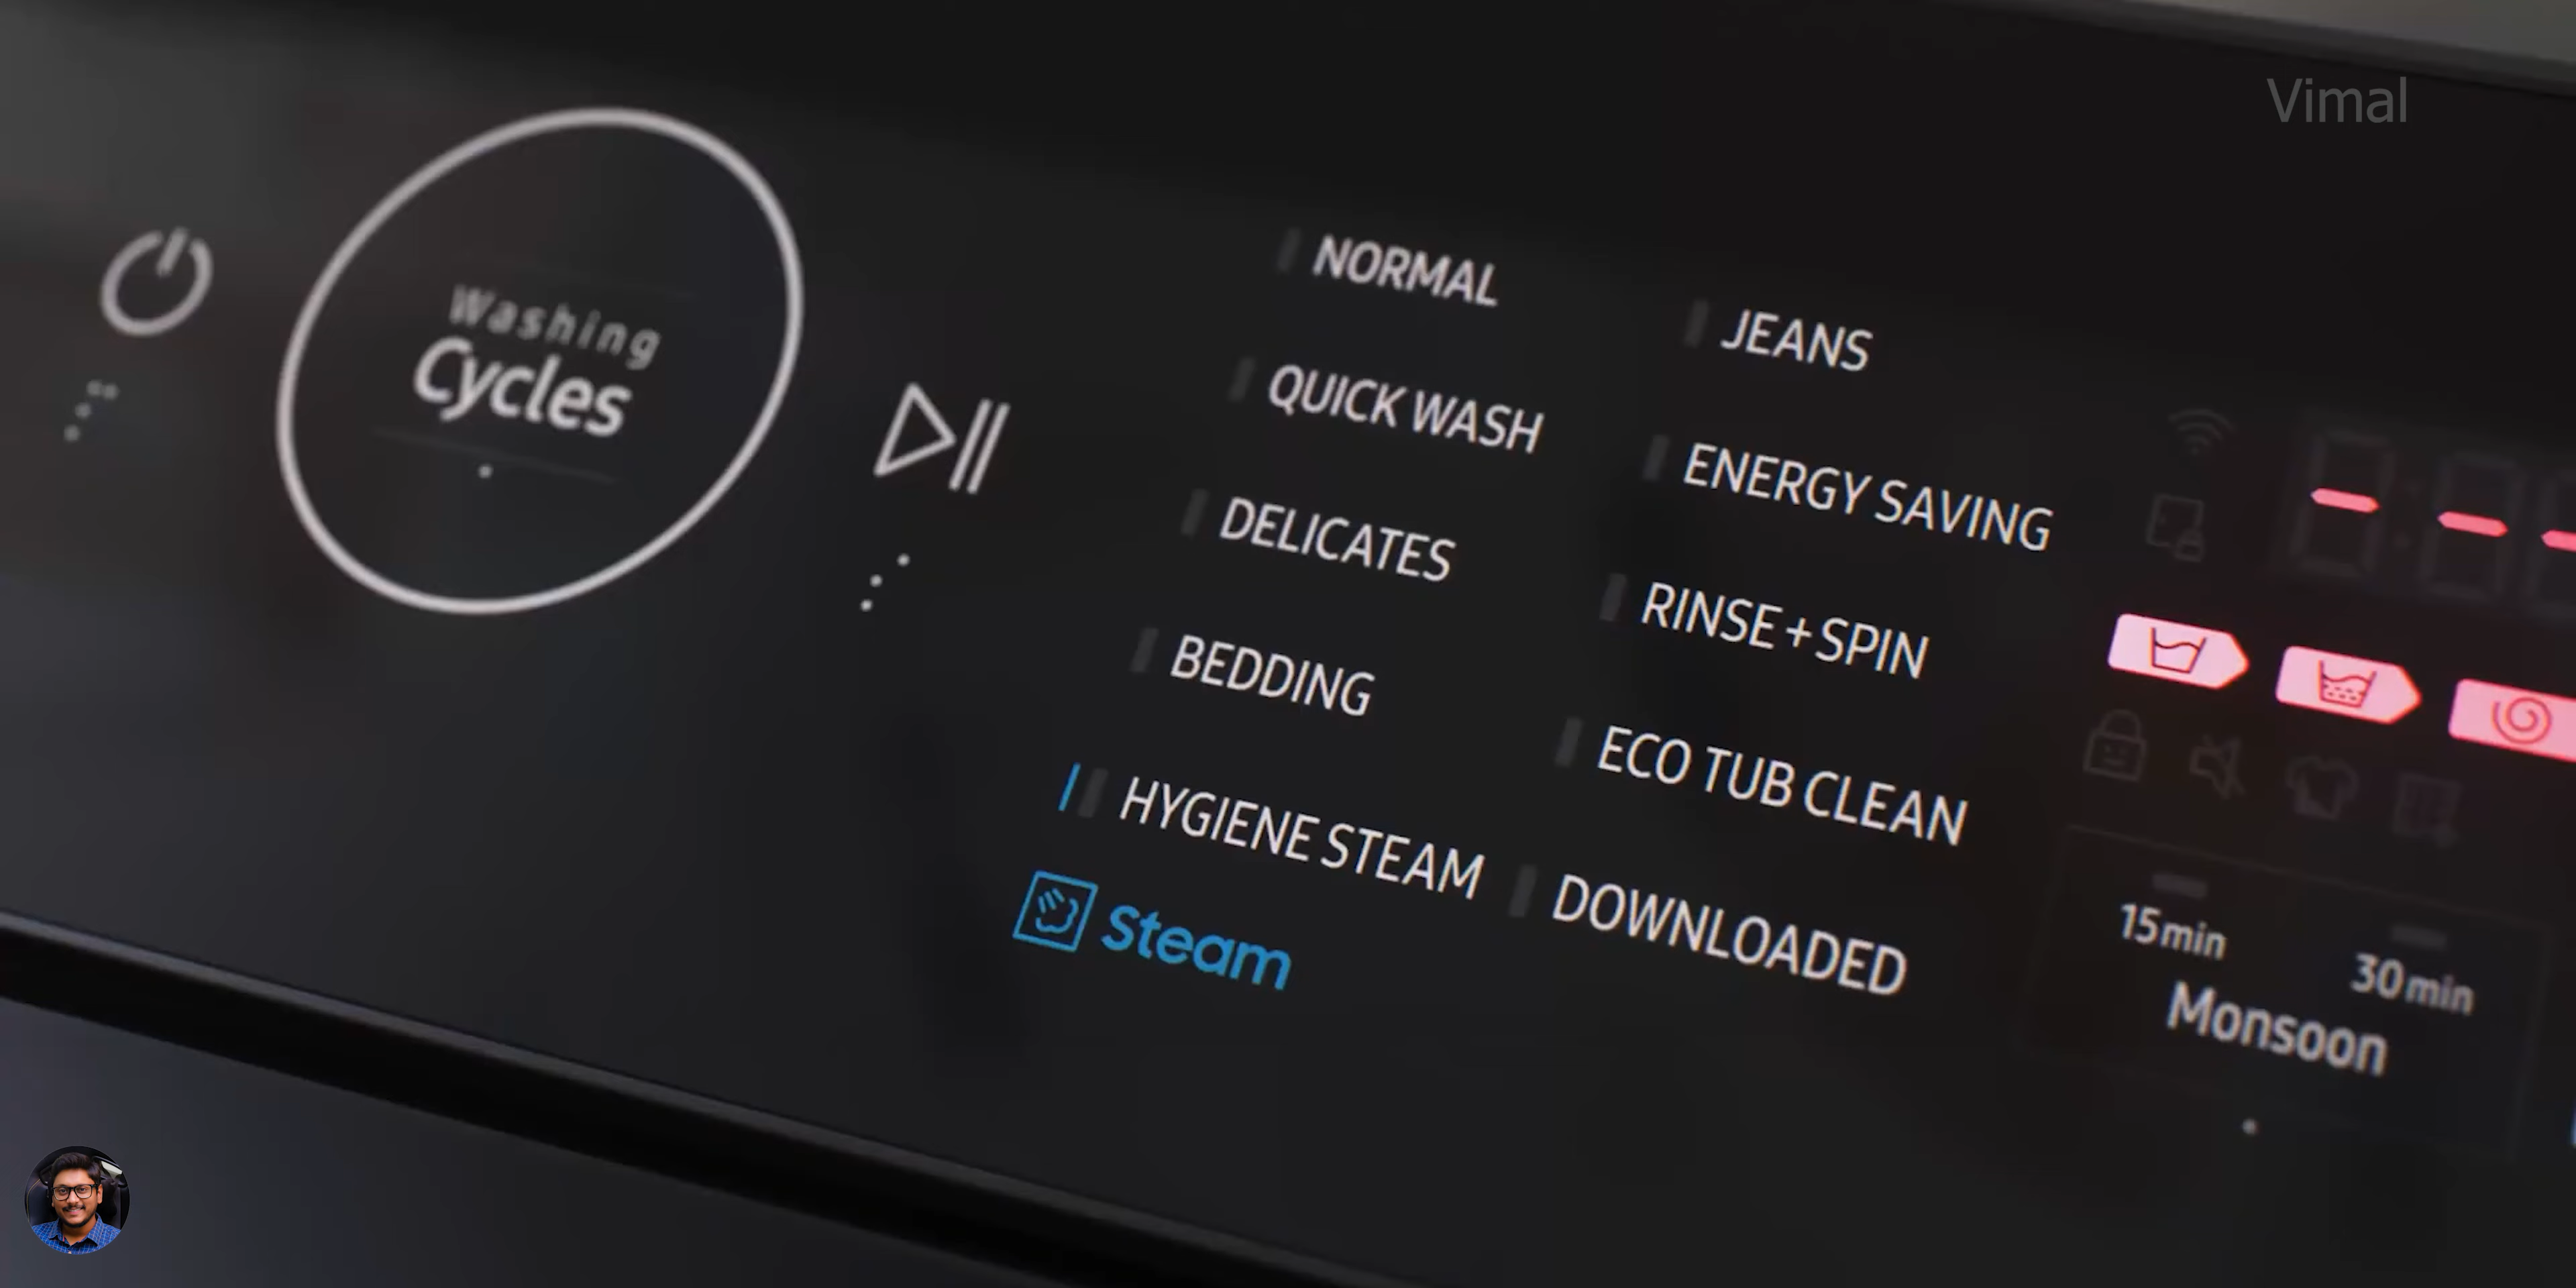 Vimal
Washing
Cycles
NORMAL
QUICK WASH
DELICATES
BEDDING
HYGIENE STEAM
Steam
JEANS
ENERGY SAVING
RINSE+SPIN
ECO TUB CLEAN
DOWNLOADED
15min
30min
Monsoon